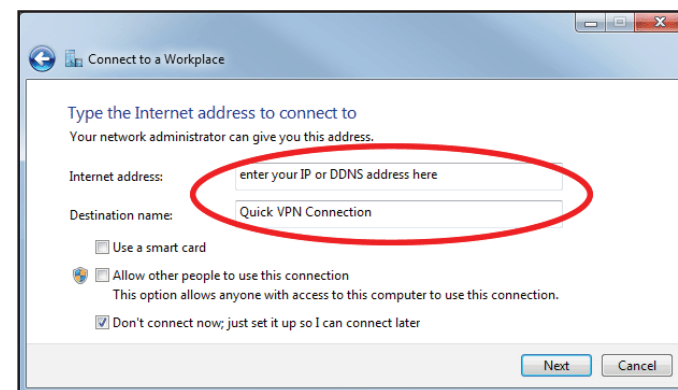 Connect to a Workplace
Type the Internet address to connect to
Your network administrator can give you this address.
Internet address: enter your IP or DDNS address here
Destination name: Quick VPN Connection
Use a smart card
Allow other people to use this connection
This option allows anyone with access to this computer to use this connection.
Don't connect now; just set it up so I can connect later
Next Cancel